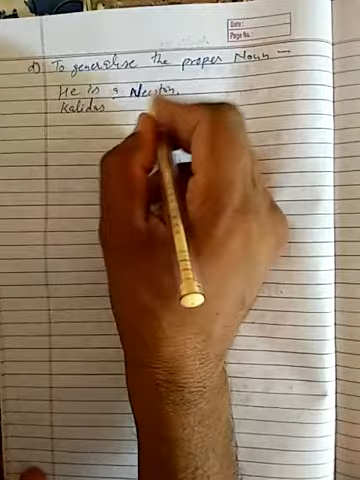 Date:
Page No.:
d) To generalise the proper Noun —
He is a Newton.
Kalidas